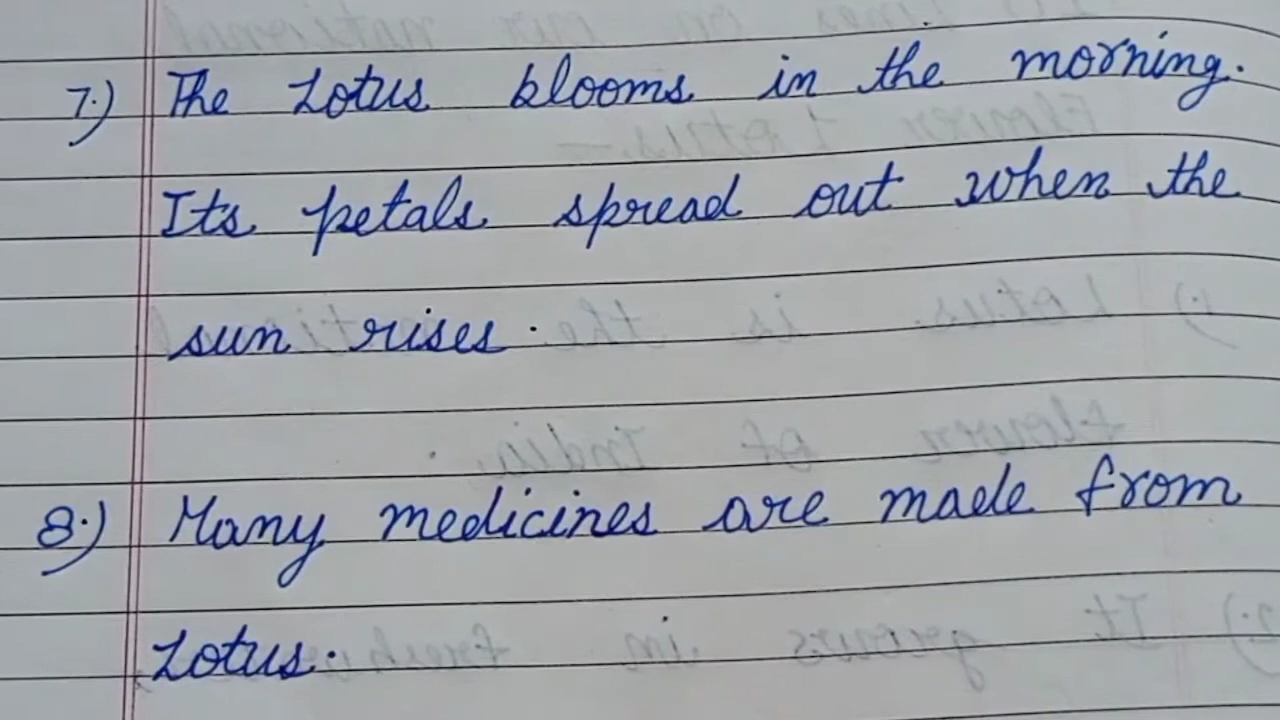 7.) The Lotus blooms in the morning.
Its petals spread out when the
sun rises.
8.) Many medicines are made from
Lotus.